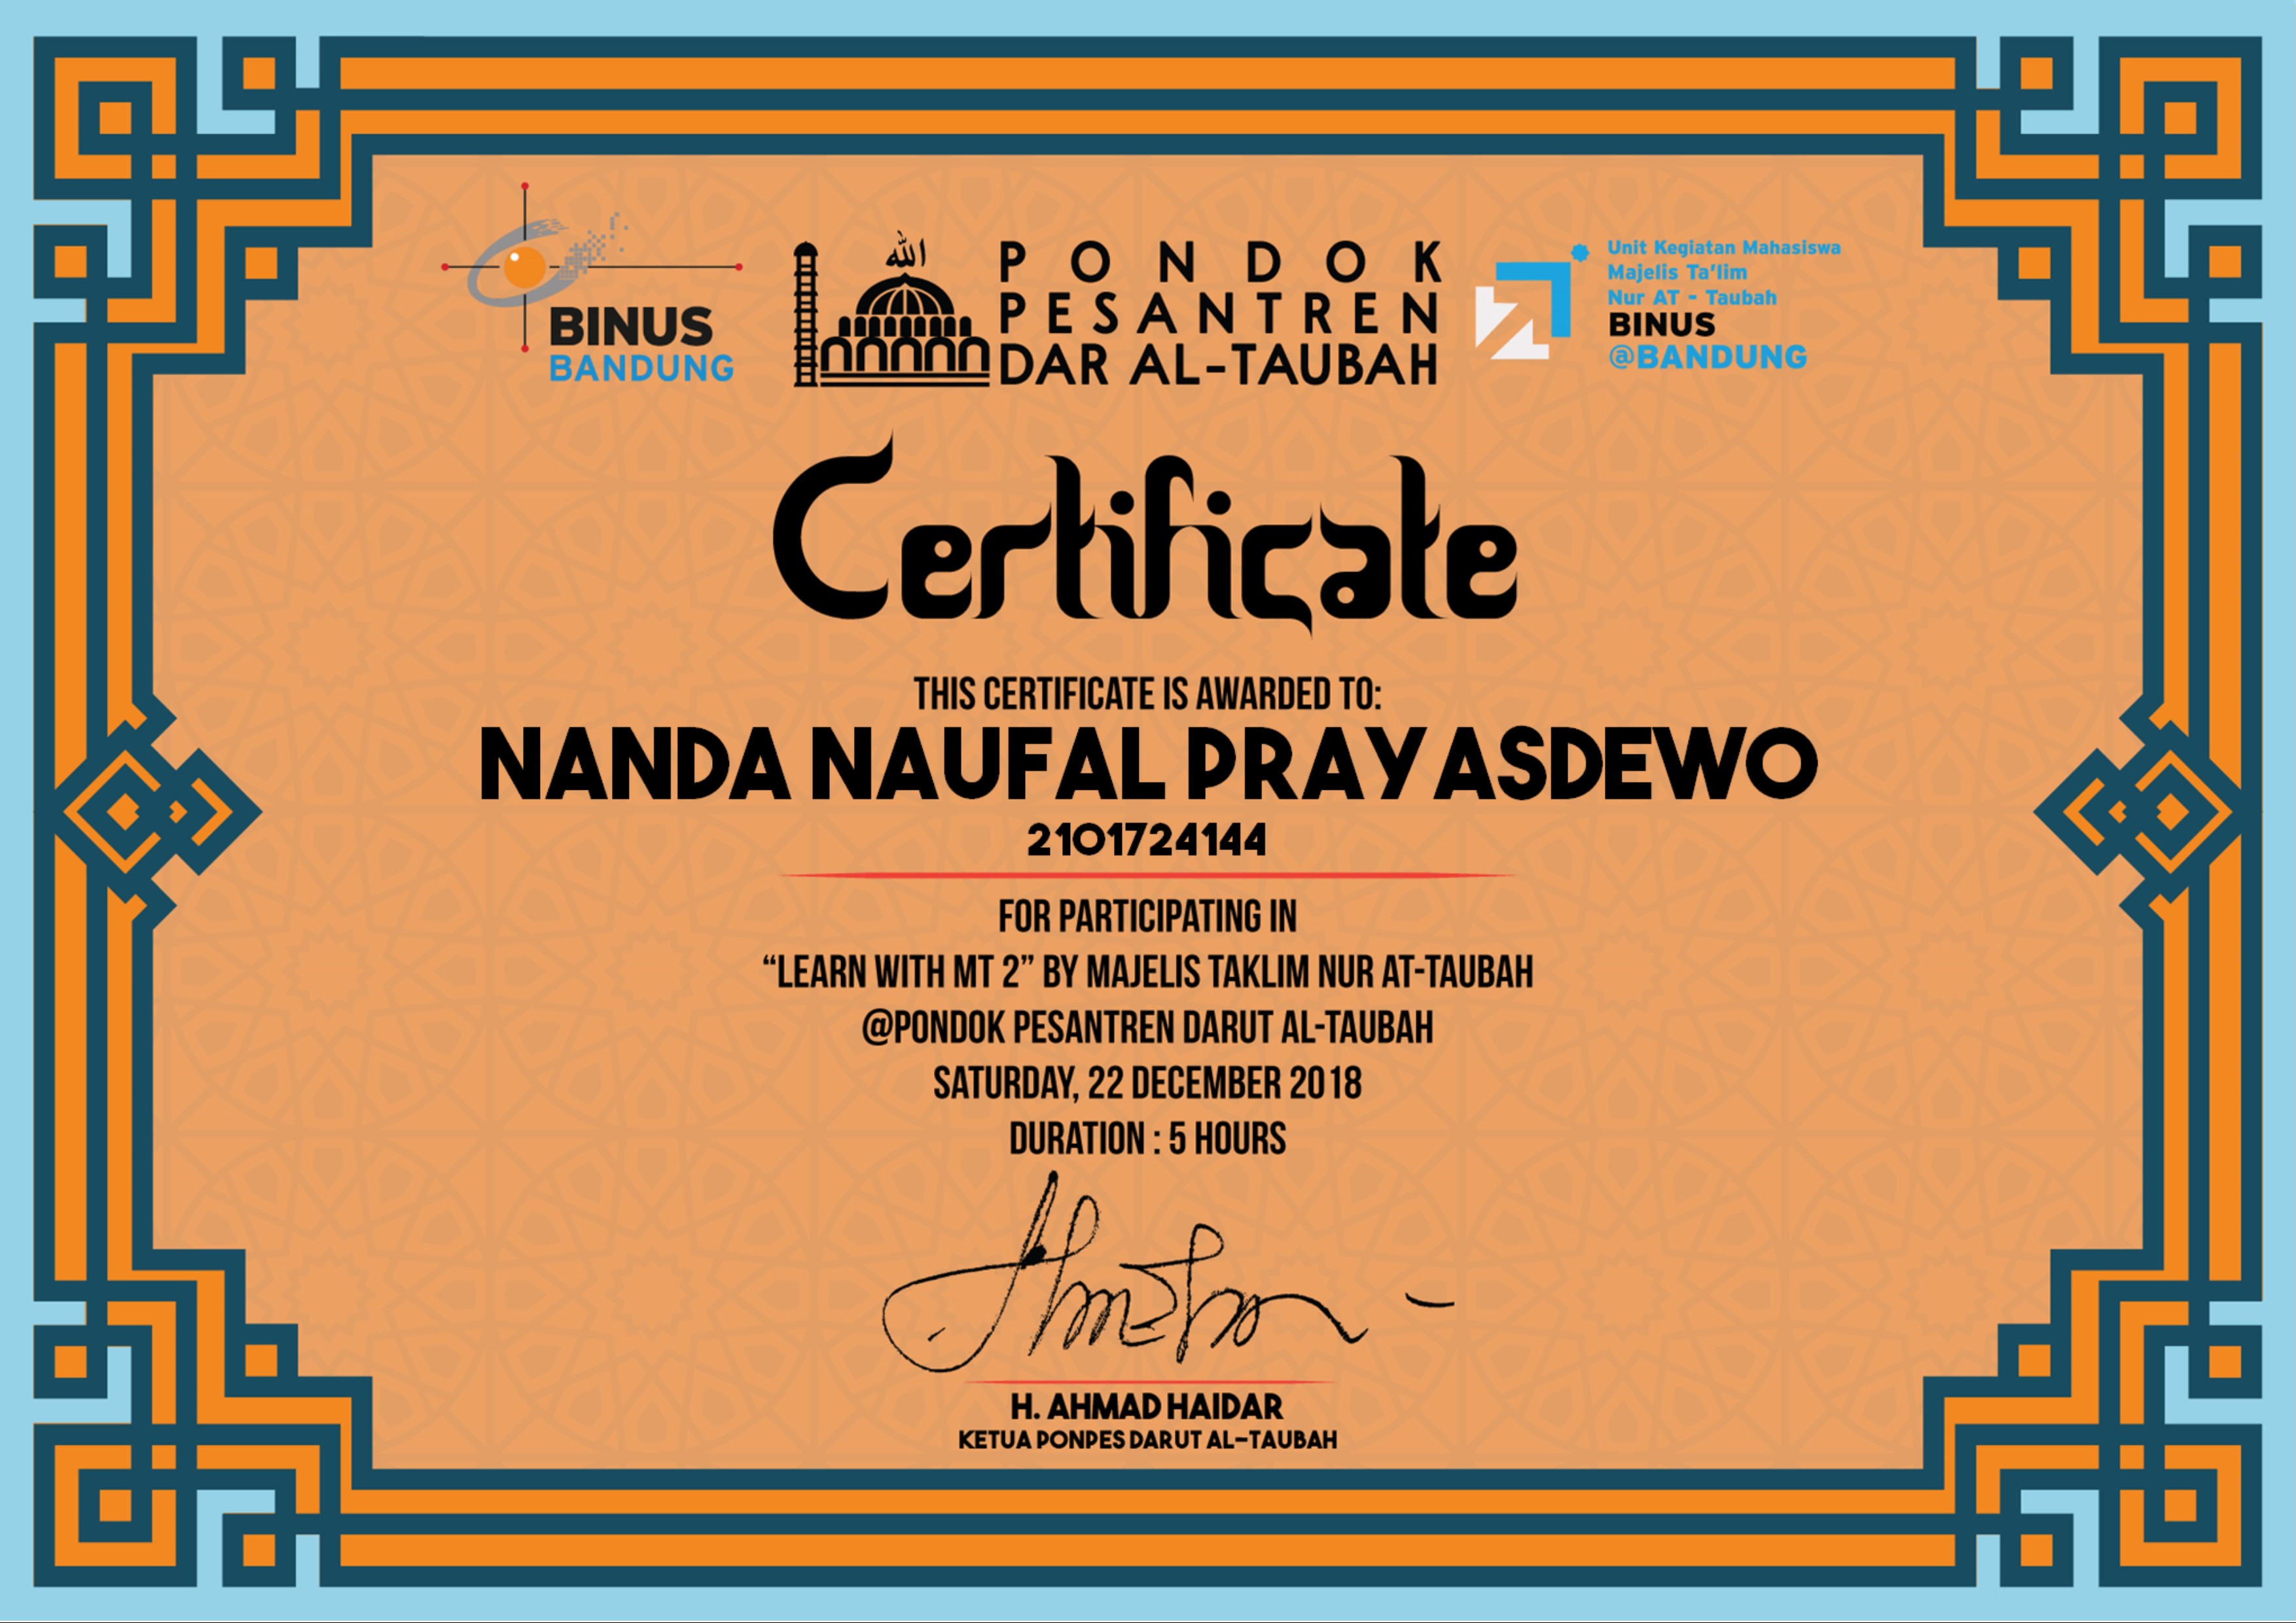 BINUS
BANDUNG
الله
PONDOK
PESANTREN
DAR AL-TAUBAH
Unit Kegiatan Mahasiswa
Majelis Ta'lim
Nur AT - Taubah
BINUS
@BANDUNG
Certificate
THIS CERTIFICATE IS AWARDED TO:
NANDA NAUFAL PRAYASDEWO
2101724144
FOR PARTICIPATING IN
“LEARN WITH MT 2” BY MAJELIS TAKLIM NUR AT-TAUBAH
@PONDOK PESANTREN DARUT AL-TAUBAH
SATURDAY, 22 DECEMBER 2018
DURATION : 5 HOURS
H. AHMAD HAIDAR
KETUA PONPES DARUT AL-TAUBAH